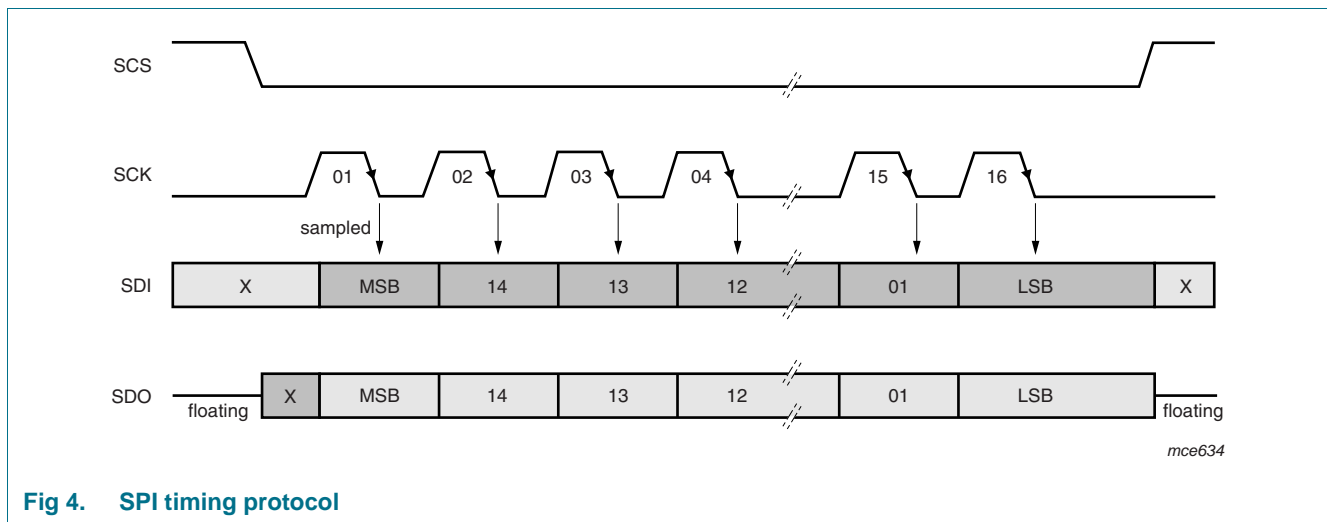 SCS
SCK 01 02 03 04 15 16
sampled
SDI X MSB 14 13 12 01 LSB X
SDO X MSB 14 13 12 01 LSB
floating floating
mce634
Fig 4. SPI timing protocol